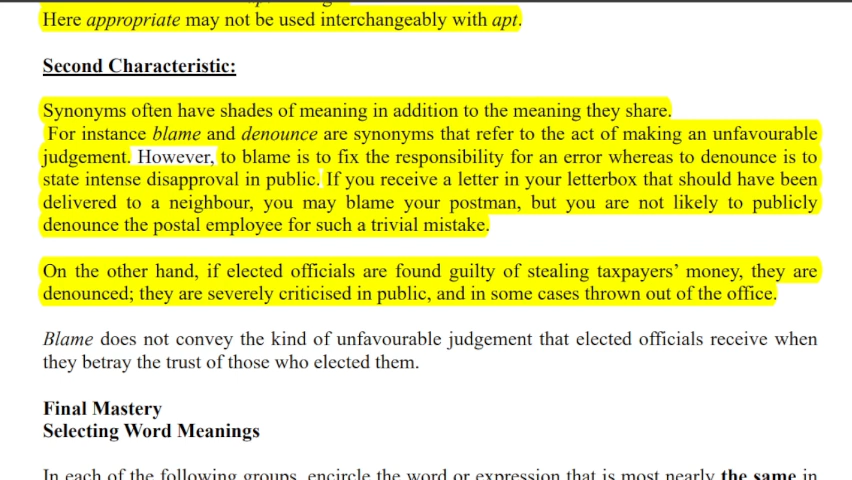 Here appropriate may not be used interchangeably with apt.
Second Characteristic:
Synonyms often have shades of meaning in addition to the meaning they share.
For instance blame and denounce are synonyms that refer to the act of making an unfavourable
judgement. However, to blame is to fix the responsibility for an error whereas to denounce is to
state intense disapproval in public. If you receive a letter in your letterbox that should have been
delivered to a neighbour, you may blame your postman, but you are not likely to publicly
denounce the postal employee for such a trivial mistake.
On the other hand, if elected officials are found guilty of stealing taxpayers’ money, they are
denounced; they are severely criticised in public, and in some cases thrown out of the office.
Blame does not convey the kind of unfavourable judgement that elected officials receive when
they betray the trust of those who elected them.
Final Mastery
Selecting Word Meanings
In each of the following groups, encircle the word or expression that is most nearly the same in